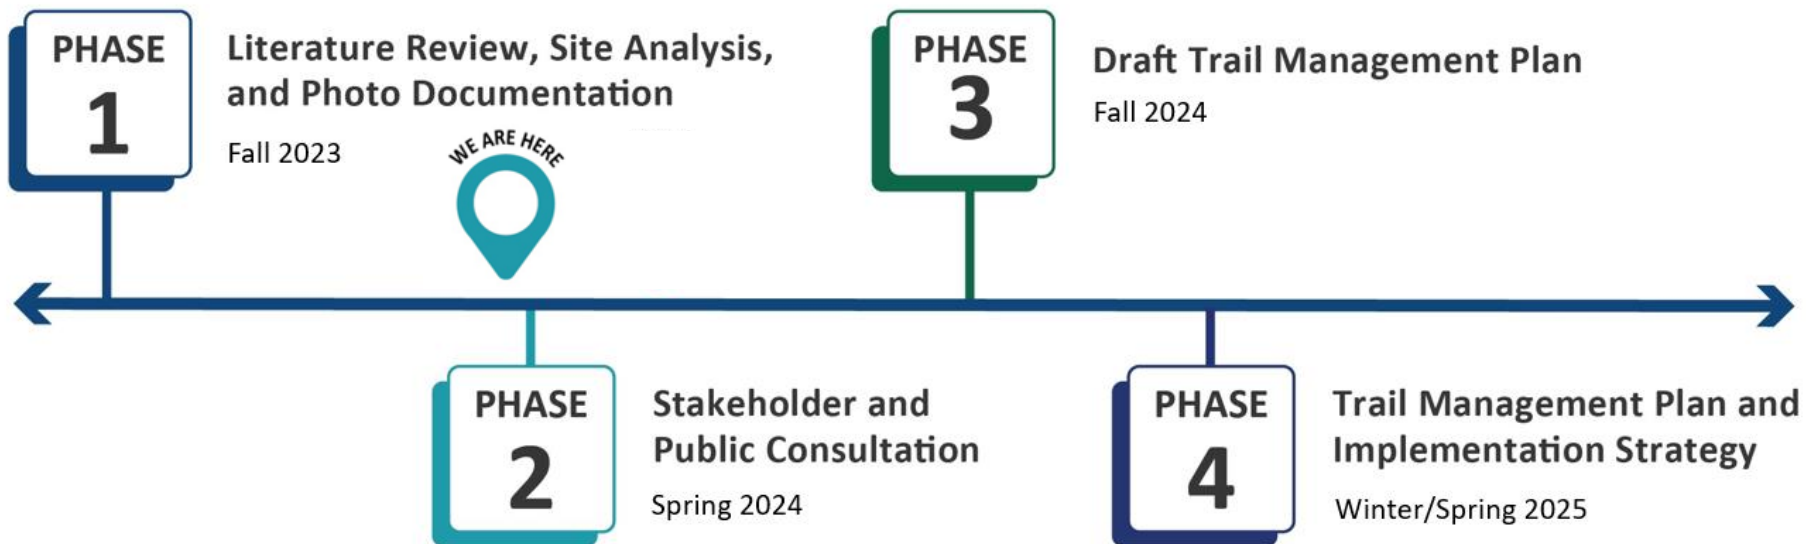 PHASE
1
Literature Review, Site Analysis,
and Photo Documentation
Fall 2023
WE ARE HERE
PHASE
2
Stakeholder and
Public Consultation
Spring 2024
PHASE
3
Draft Trail Management Plan
Fall 2024
PHASE
4
Trail Management Plan and
Implementation Strategy
Winter/Spring 2025